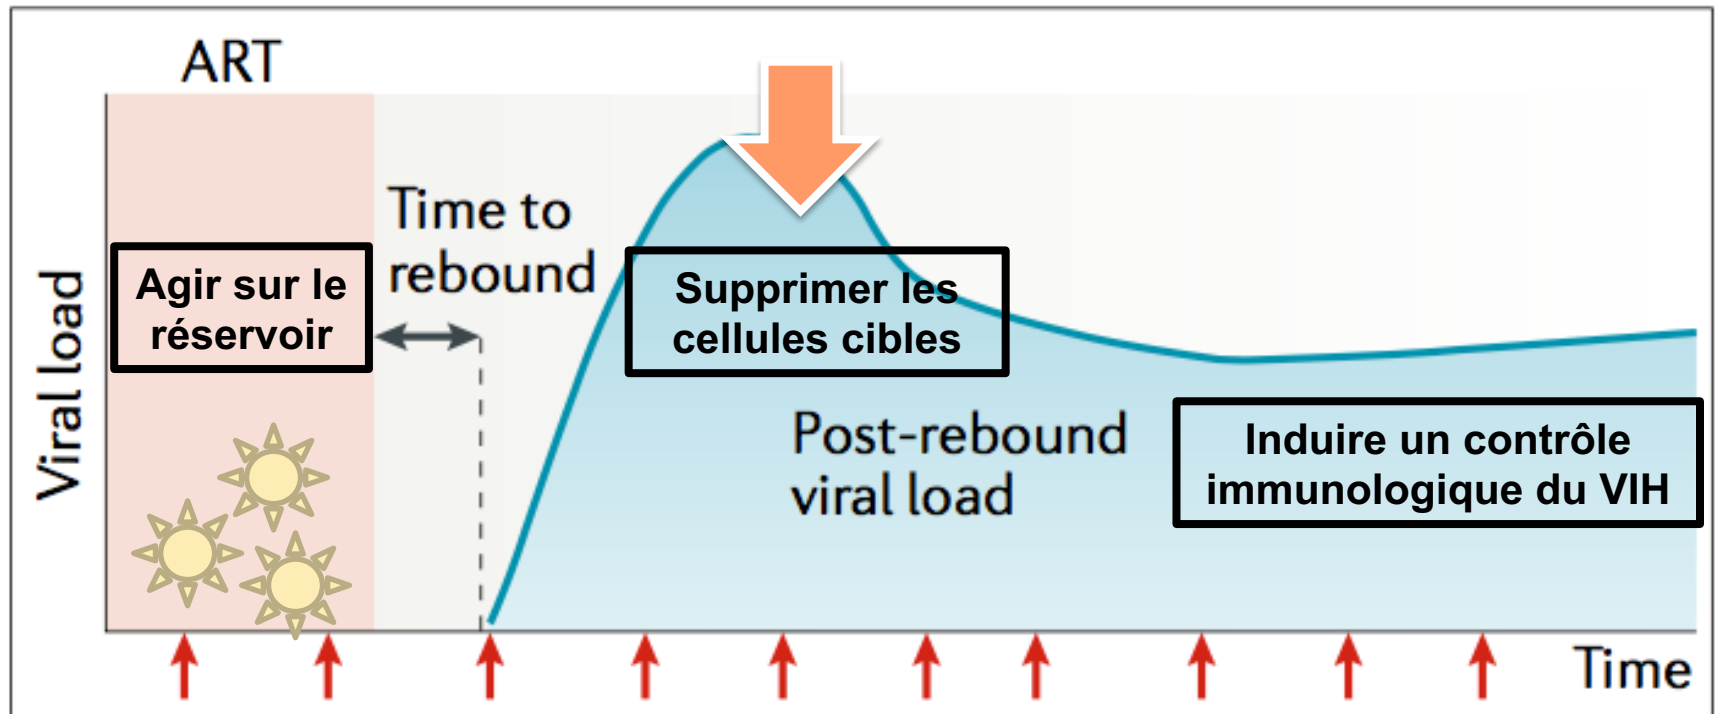 ART
Time to
rebound
Viral load
Agir sur le
réservoir
Supprimer les
cellules cibles
Post-rebound
viral load
Induire un contrôle
immunologique du VIH
Time